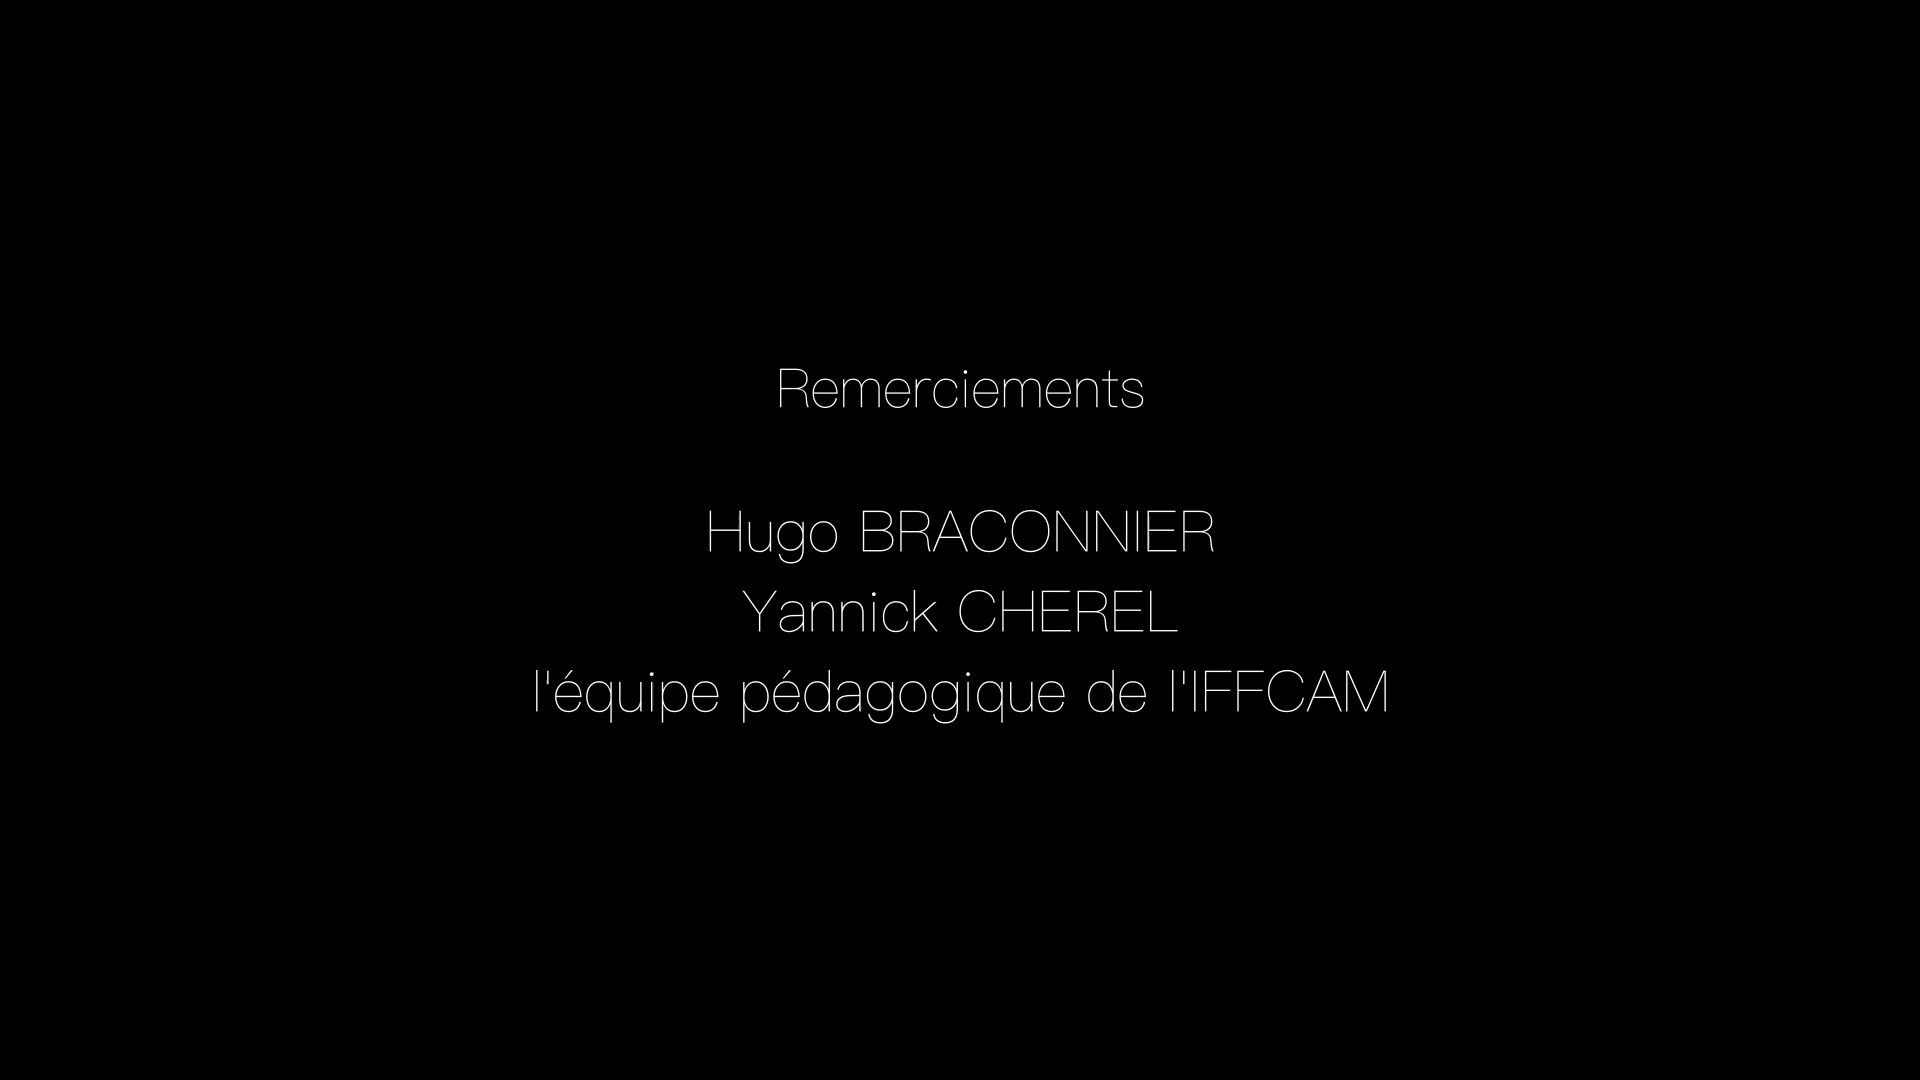 Remerciements
Hugo BRACONNIER
Yannick CHEREL
l'équipe pédagogique de l'IFFCAM